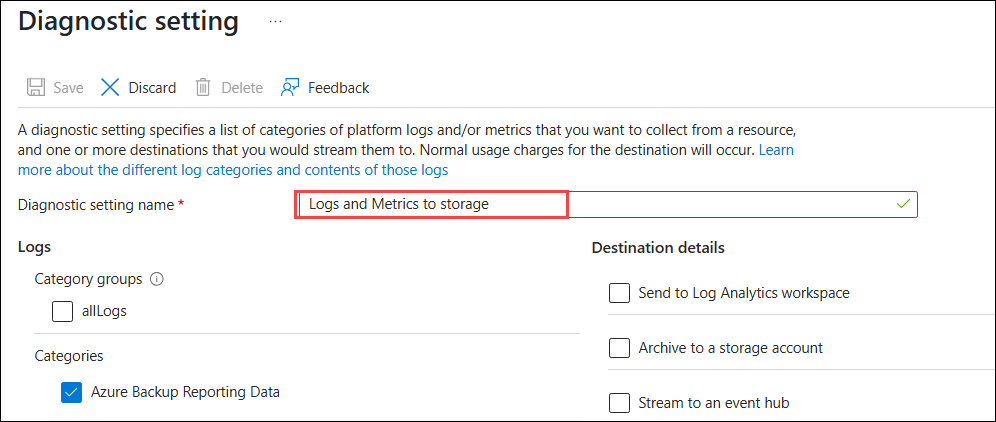 Diagnostic setting ...
Save Discard Delete Feedback
A diagnostic setting specifies a list of categories of platform logs and/or metrics that you want to collect from a resource,
and one or more destinations that you would stream them to. Normal usage charges for the destination will occur. Learn
more about the different log categories and contents of those logs
Diagnostic setting name * Logs and Metrics to storage
Logs
Category groups
allLogs
Categories
Azure Backup Reporting Data
Destination details
Send to Log Analytics workspace
Archive to a storage account
Stream to an event hub